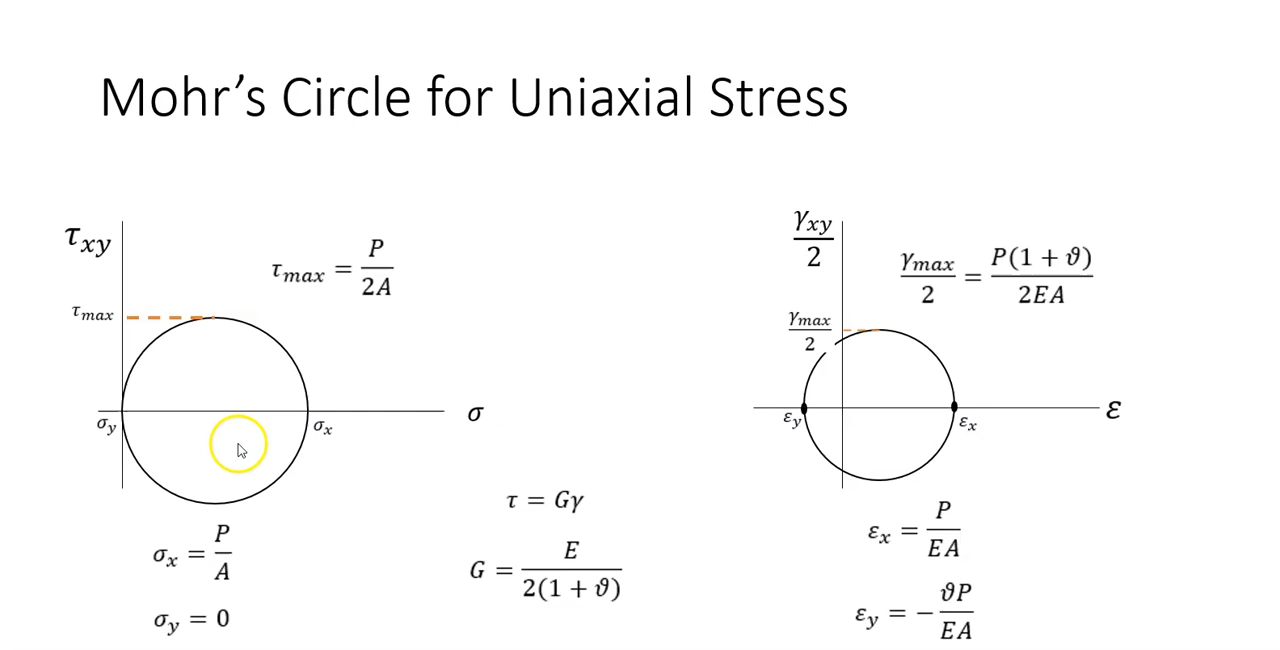 Mohr's Circle for Uniaxial Stress
τxy
τmax = P/2A
τmax
σy
σx
σ
σx = P/A
σy = 0
τ = Gγ
G = E/2(1 + ϑ)
γxy/2
γmax/2 = P(1 + ϑ)/2EA
γmax/2
εy
εx
ε
εx = P/EA
εy = − ϑP/EA